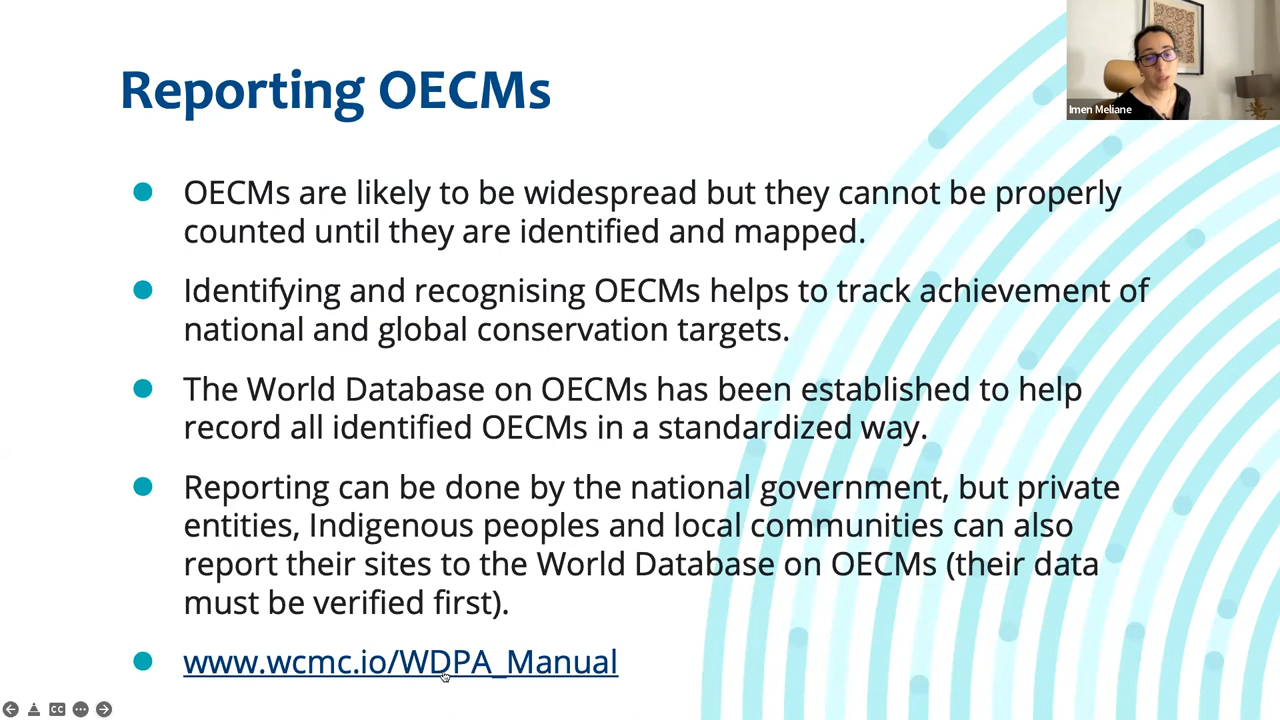 Reporting OECMs
Imen Meliane
OECMs are likely to be widespread but they cannot be properly
counted until they are identified and mapped.
Identifying and recognising OECMs helps to track achievement of
national and global conservation targets.
The World Database on OECMs has been established to help
record all identified OECMs in a standardized way.
Reporting can be done by the national government, but private
entities, Indigenous peoples and local communities can also
report their sites to the World Database on OECMs (their data
must be verified first).
www.wcmc.io/WDPA_Manual
CC